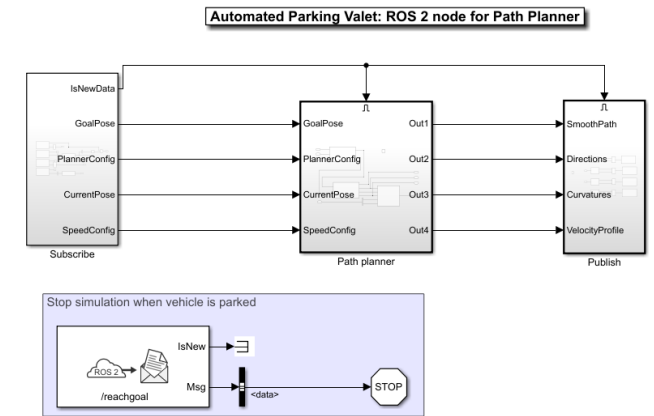 Automated Parking Valet: ROS 2 node for Path Planner
IsNewData
GoalPose
PlannerConfig
CurrentPose
SpeedConfig
Subscribe
GoalPose
PlannerConfig
CurrentPose
SpeedConfig
Out1
Out2
Out3
Out4
Path planner
SmoothPath
Directions
Curvatures
VelocityProfile
Publish
Stop simulation when vehicle is parked
ROS 2
/reachgoal
IsNew
Msg
<data>
STOP